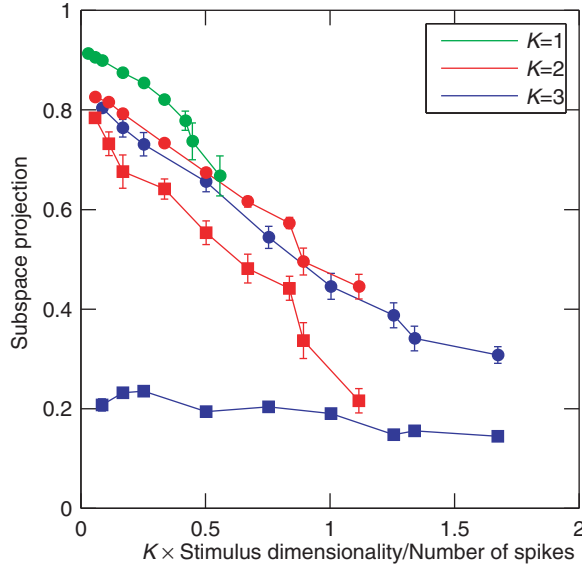 1
0.8
0.6
0.4
0.2
0
Subspace projection
K=1
K=2
K=3
0
0.5
1
1.5
2
K × Stimulus dimensionality/Number of spikes